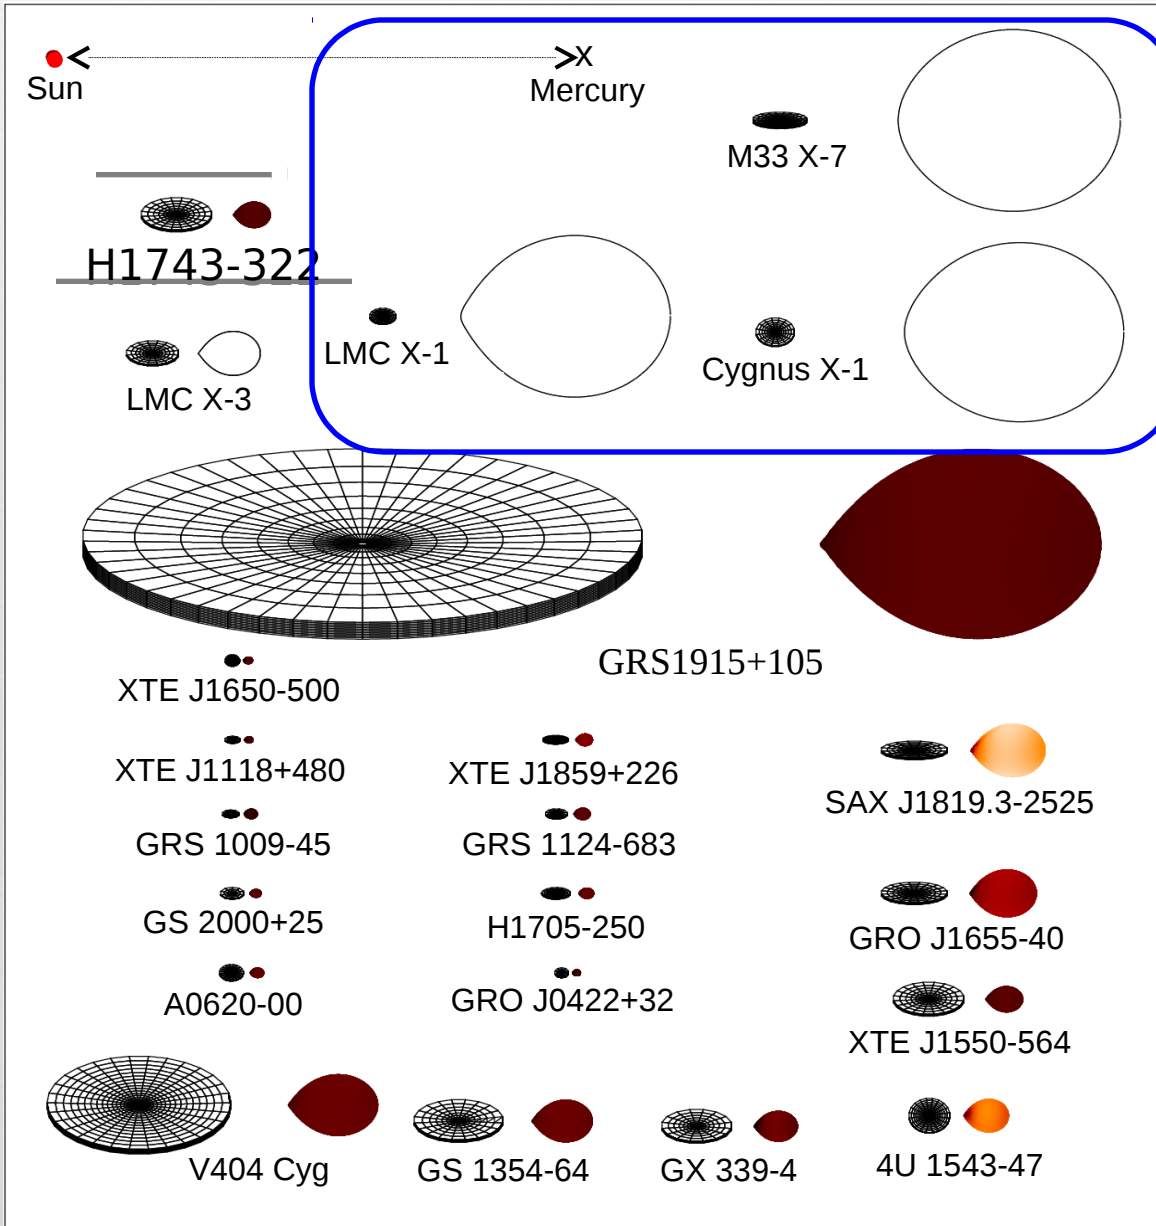 X
Sun
Mercury
M33 X-7
H1743-322
LMC X-1
Cygnus X-1
LMC X-3
GRS1915+105
XTE J1650-500
XTE J1118+480
XTE J1859+226
SAX J1819.3-2525
GRS 1009-45
GRS 1124-683
GS 2000+25
H1705-250
GRO J1655-40
A0620-00
GRO J0422+32
XTE J1550-564
V404 Cyg
GS 1354-64
GX 339-4
4U 1543-47